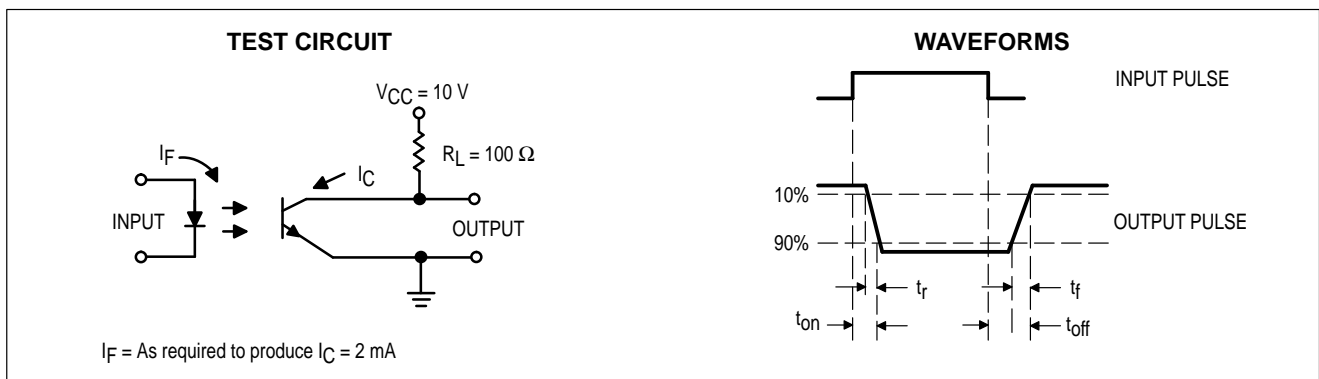 TEST CIRCUIT
VCC = 10 V
RL = 100 Ω
IF
IC
INPUT
OUTPUT
IF = As required to produce IC = 2 mA
WAVEFORMS
INPUT PULSE
10%
OUTPUT PULSE
90%
tr
tf
ton
toff